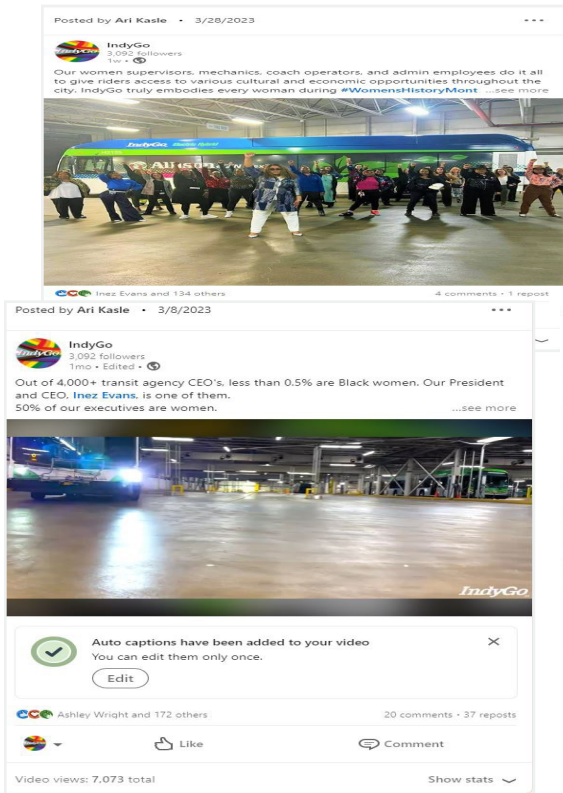 Posted by Ari Kasle • 3/28/2023
IndyGo
3,092 followers
1w •
Our women supervisors, mechanics, coach operators, and admin employees do it all
to give riders access to various cultural and economic opportunities throughout the
city. IndyGo truly embodies every woman during #WomensHistoryMont ...see more
IndyGo
Inez Evans and 134 others
4 comments • 1 repost
Posted by Ari Kasle • 3/8/2023
IndyGo
IndyGo
3,092 followers
1mo • Edited •
Out of 4,000+ transit agency CEO's, less than 0.5% are Black women. Our President
and CEO, Inez Evans, is one of them.
50% of our executives are women.
...see more
IndyGo
Auto captions have been added to your video
You can edit them only once.
Edit
Ashley Wright and 172 others
20 comments • 37 reposts
Like
Comment
Video views: 7,073 total
Show stats